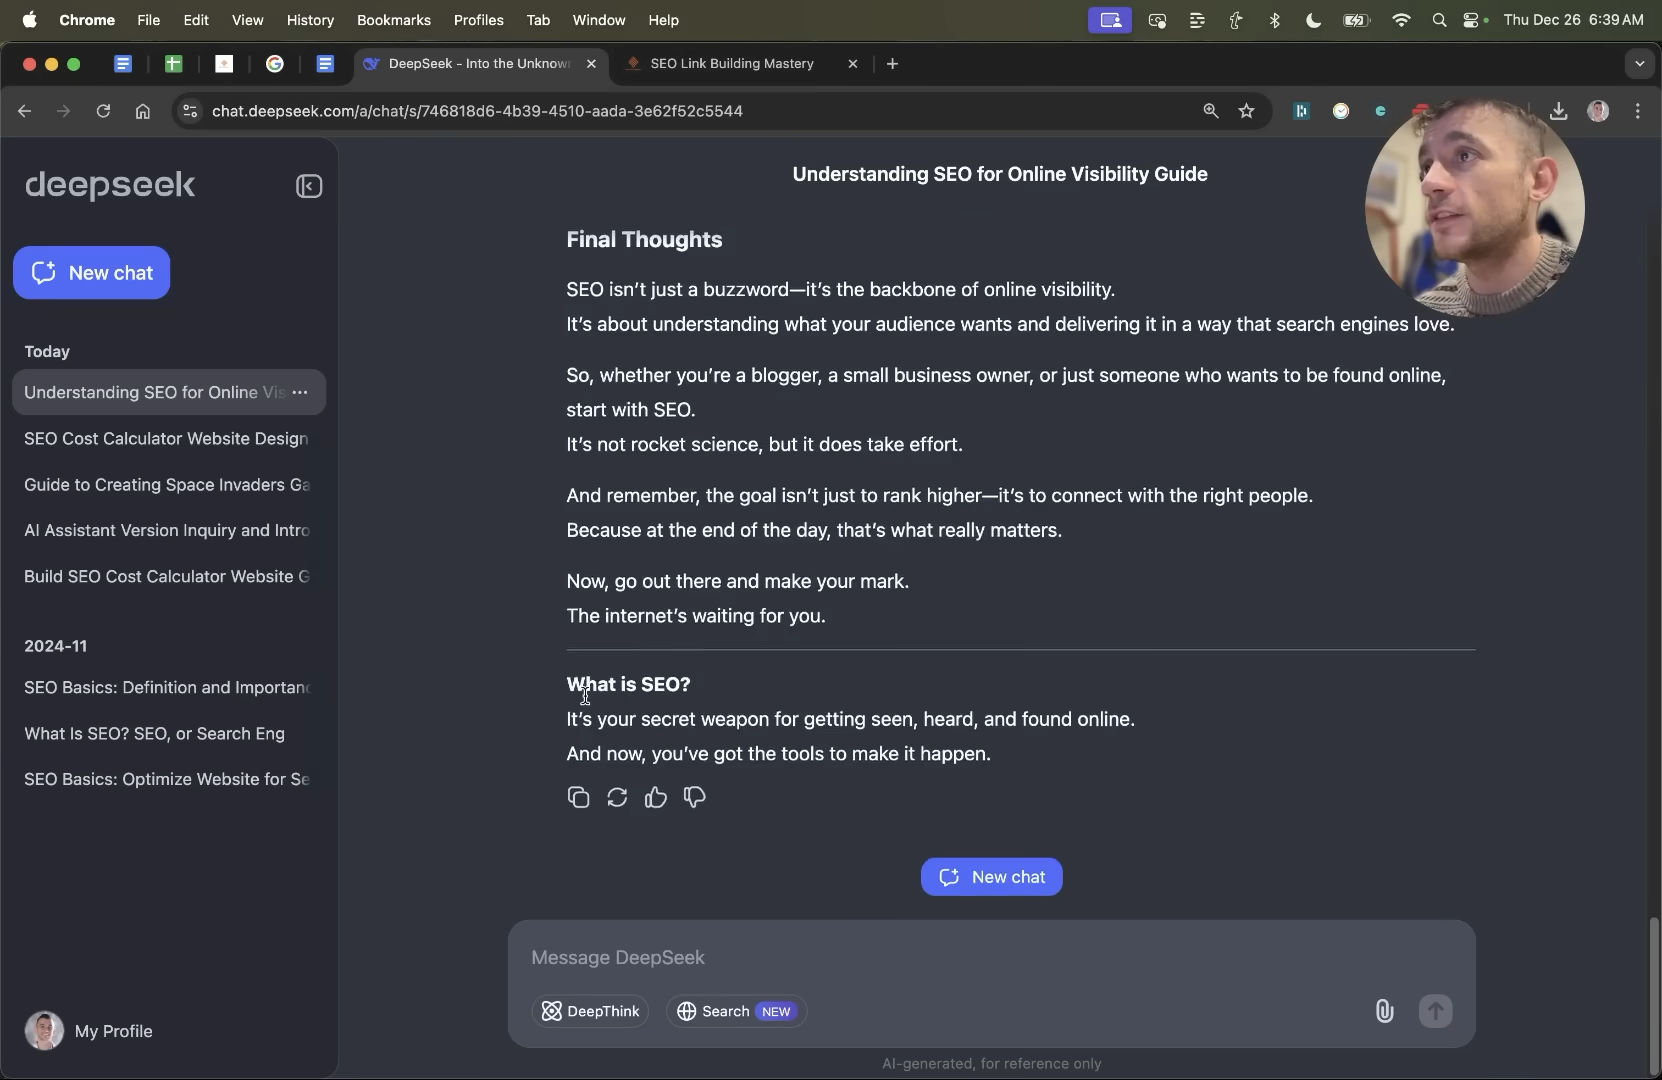 Chrome File Edit View History Bookmarks Profiles Tab Window Help Thu Dec 26 6:39 AM
DeepSeek - Into the Unknow SEO Link Building Mastery
chat.deepseek.com/a/chat/s/746818d6-4b39-4510-aada-3e62f52c5544
deepseek
New chat
Today
Understanding SEO for Online Vis
SEO Cost Calculator Website Design
Guide to Creating Space Invaders Ga
AI Assistant Version Inquiry and Intro
Build SEO Cost Calculator Website G
2024-11
SEO Basics: Definition and Importanc
What Is SEO? SEO, or Search Eng
SEO Basics: Optimize Website for Se
My Profile
Understanding SEO for Online Visibility Guide
Final Thoughts
SEO isn't just a buzzword—it's the backbone of online visibility.
It's about understanding what your audience wants and delivering it in a way that search engines love.
So, whether you're a blogger, a small business owner, or just someone who wants to be found online,
start with SEO.
It's not rocket science, but it does take effort.
And remember, the goal isn't just to rank higher—it's to connect with the right people.
Because at the end of the day, that's what really matters.
Now, go out there and make your mark.
The internet's waiting for you.
What is SEO?
It's your secret weapon for getting seen, heard, and found online.
And now, you've got the tools to make it happen.
New chat
Message DeepSeek
DeepThink Search NEW
AI-generated, for reference only